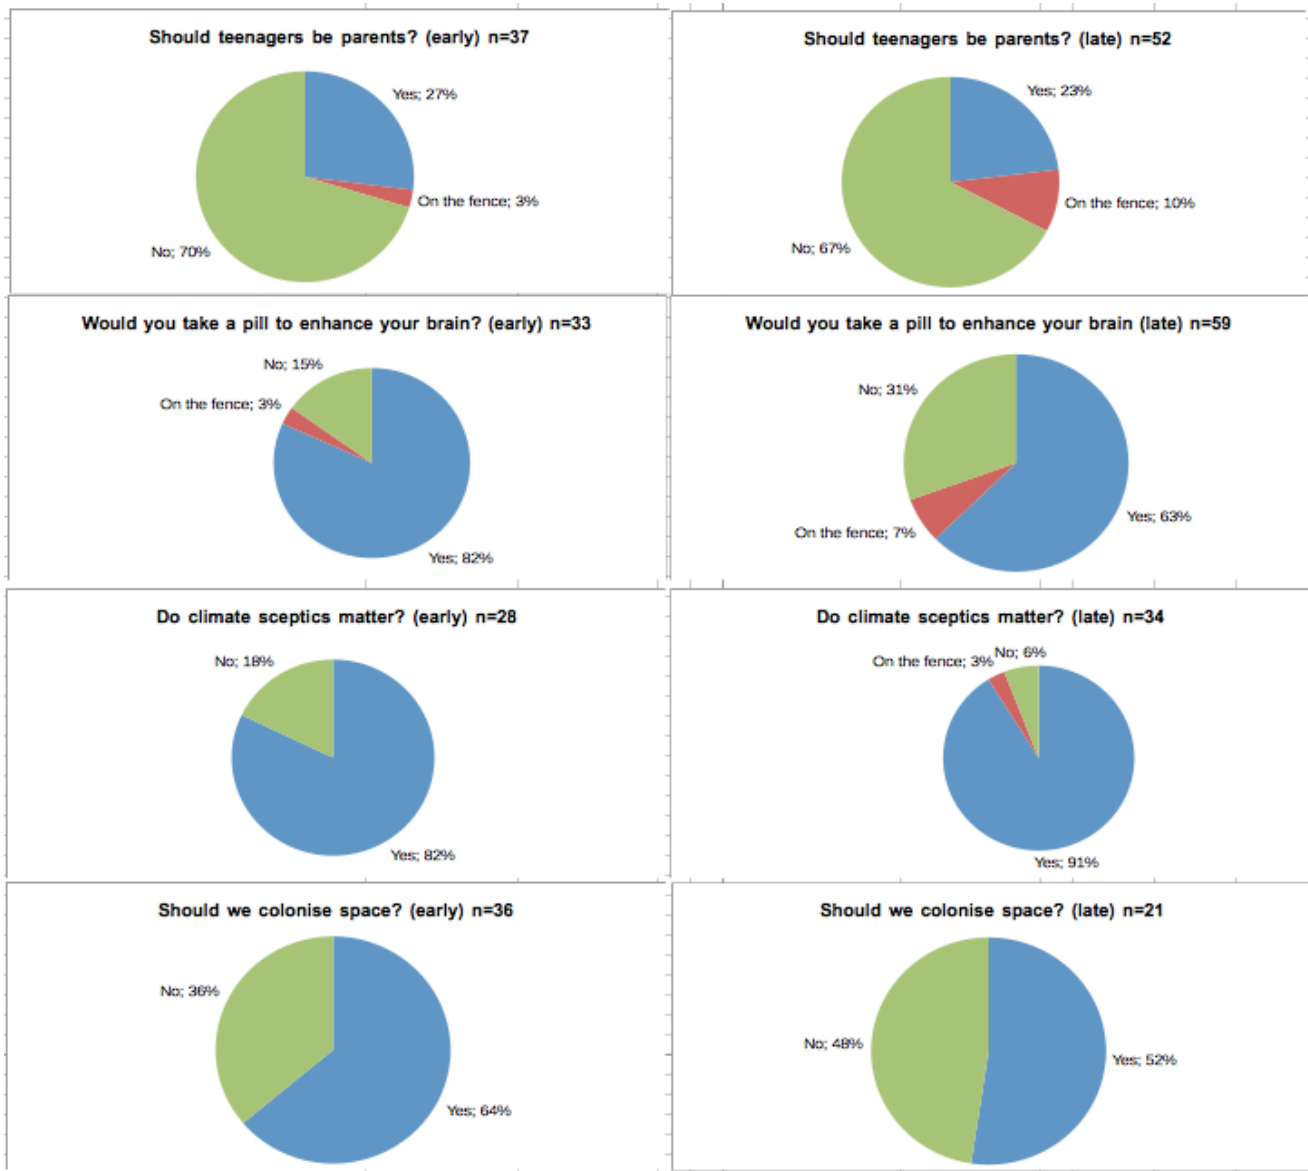 Should teenagers be parents? (early) n=37
Yes; 27%
On the fence; 3%
No; 70%
Should teenagers be parents? (late) n=52
Yes; 23%
On the fence; 10%
No; 67%
Would you take a pill to enhance your brain? (early) n=33
No; 15%
On the fence; 3%
Yes; 82%
Would you take a pill to enhance your brain (late) n=59
No; 31%
Yes; 63%
On the fence; 7%
Do climate sceptics matter? (early) n=28
No; 18%
Yes; 82%
Do climate sceptics matter? (late) n=34
No; 6%
On the fence; 3%
Yes; 91%
Should we colonise space? (early) n=36
No; 36%
Yes; 64%
Should we colonise space? (late) n=21
No; 48%
Yes; 52%